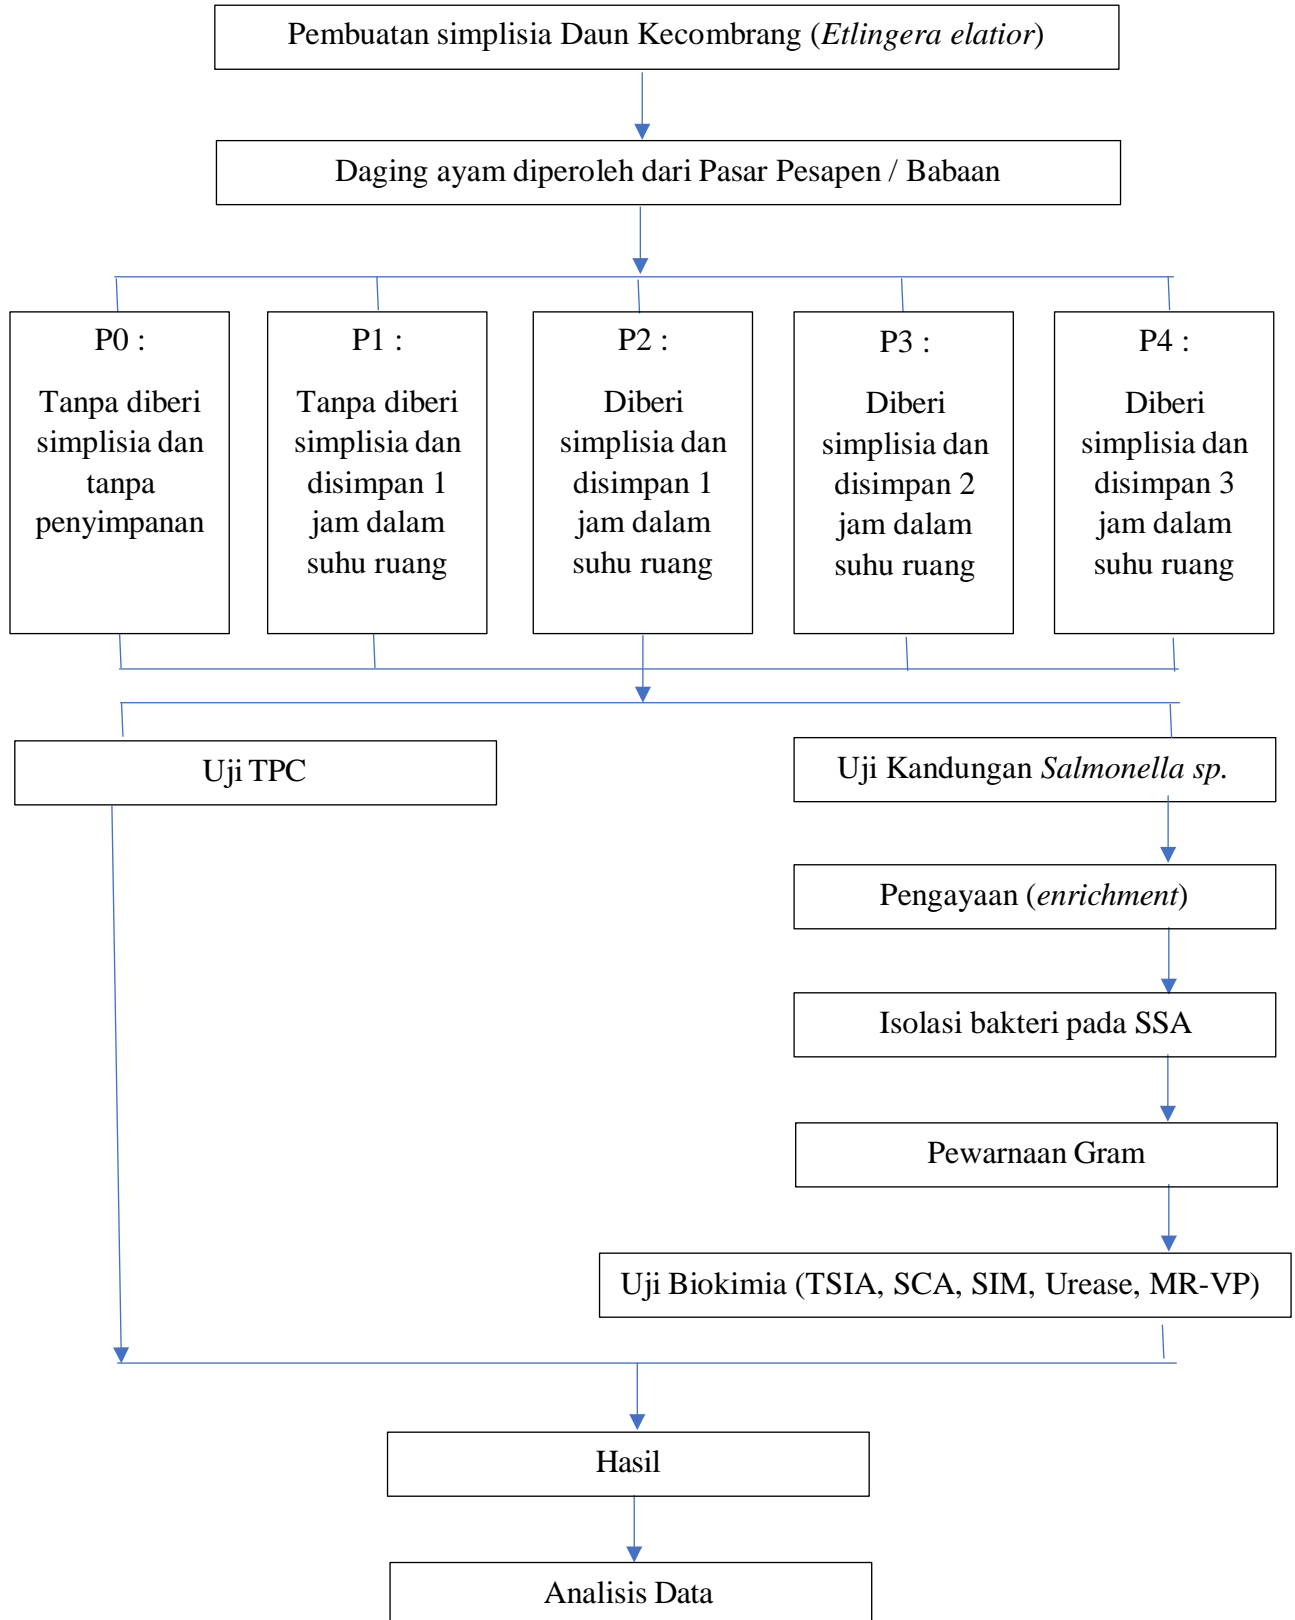 Pembuatan simplisia Daun Kecombrang (Etlingera elatior)
Daging ayam diperoleh dari Pasar Pesapen / Babaan
P0 :
Tanpa diberi
simplisia dan
tanpa
penyimpanan
P1 :
Tanpa diberi
simplisia dan
disimpan 1
jam dalam
suhu ruang
P2 :
Diberi
simplisia dan
disimpan 1
jam dalam
suhu ruang
P3 :
Diberi
simplisia dan
disimpan 2
jam dalam
suhu ruang
P4 :
Diberi
simplisia dan
disimpan 3
jam dalam
suhu ruang
Uji TPC
Uji Kandungan Salmonella sp.
Pengayaan (enrichment)
Isolasi bakteri pada SSA
Pewarnaan Gram
Uji Biokimia (TSIA, SCA, SIM, Urease, MR-VP)
Hasil
Analisis Data